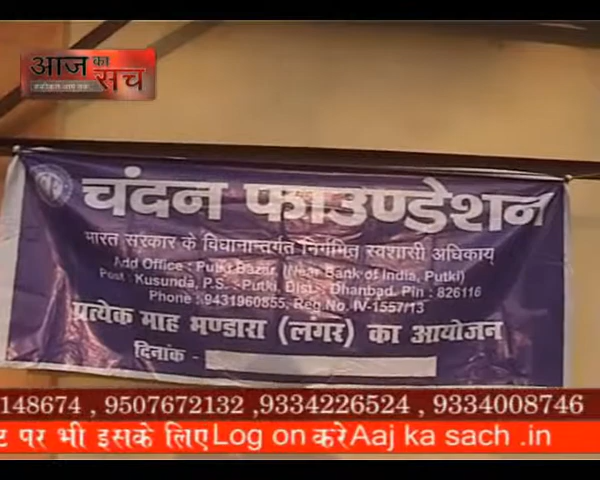 आज का
सच
चंदन फाउण्डेशन
भारत सरकार के विधानान्तर्गत निर्गमित स्वशासी अधिकाय्
Add Office : Putki Bazar, (Near Bank of India, Putki)
Post : Kusunda, P.S. : Putki, Dist. : Dhanbad, Pin : 826116
Phone : 9431960855, Reg No. IV-1557/13
प्रत्येक माह भण्डारा (लंगर) का आयोजन
दिनांक -
148674 , 9507672132 ,9334226524 , 9334008746
ट पर भी इसके लिए Log on करे Aaj ka sach .in